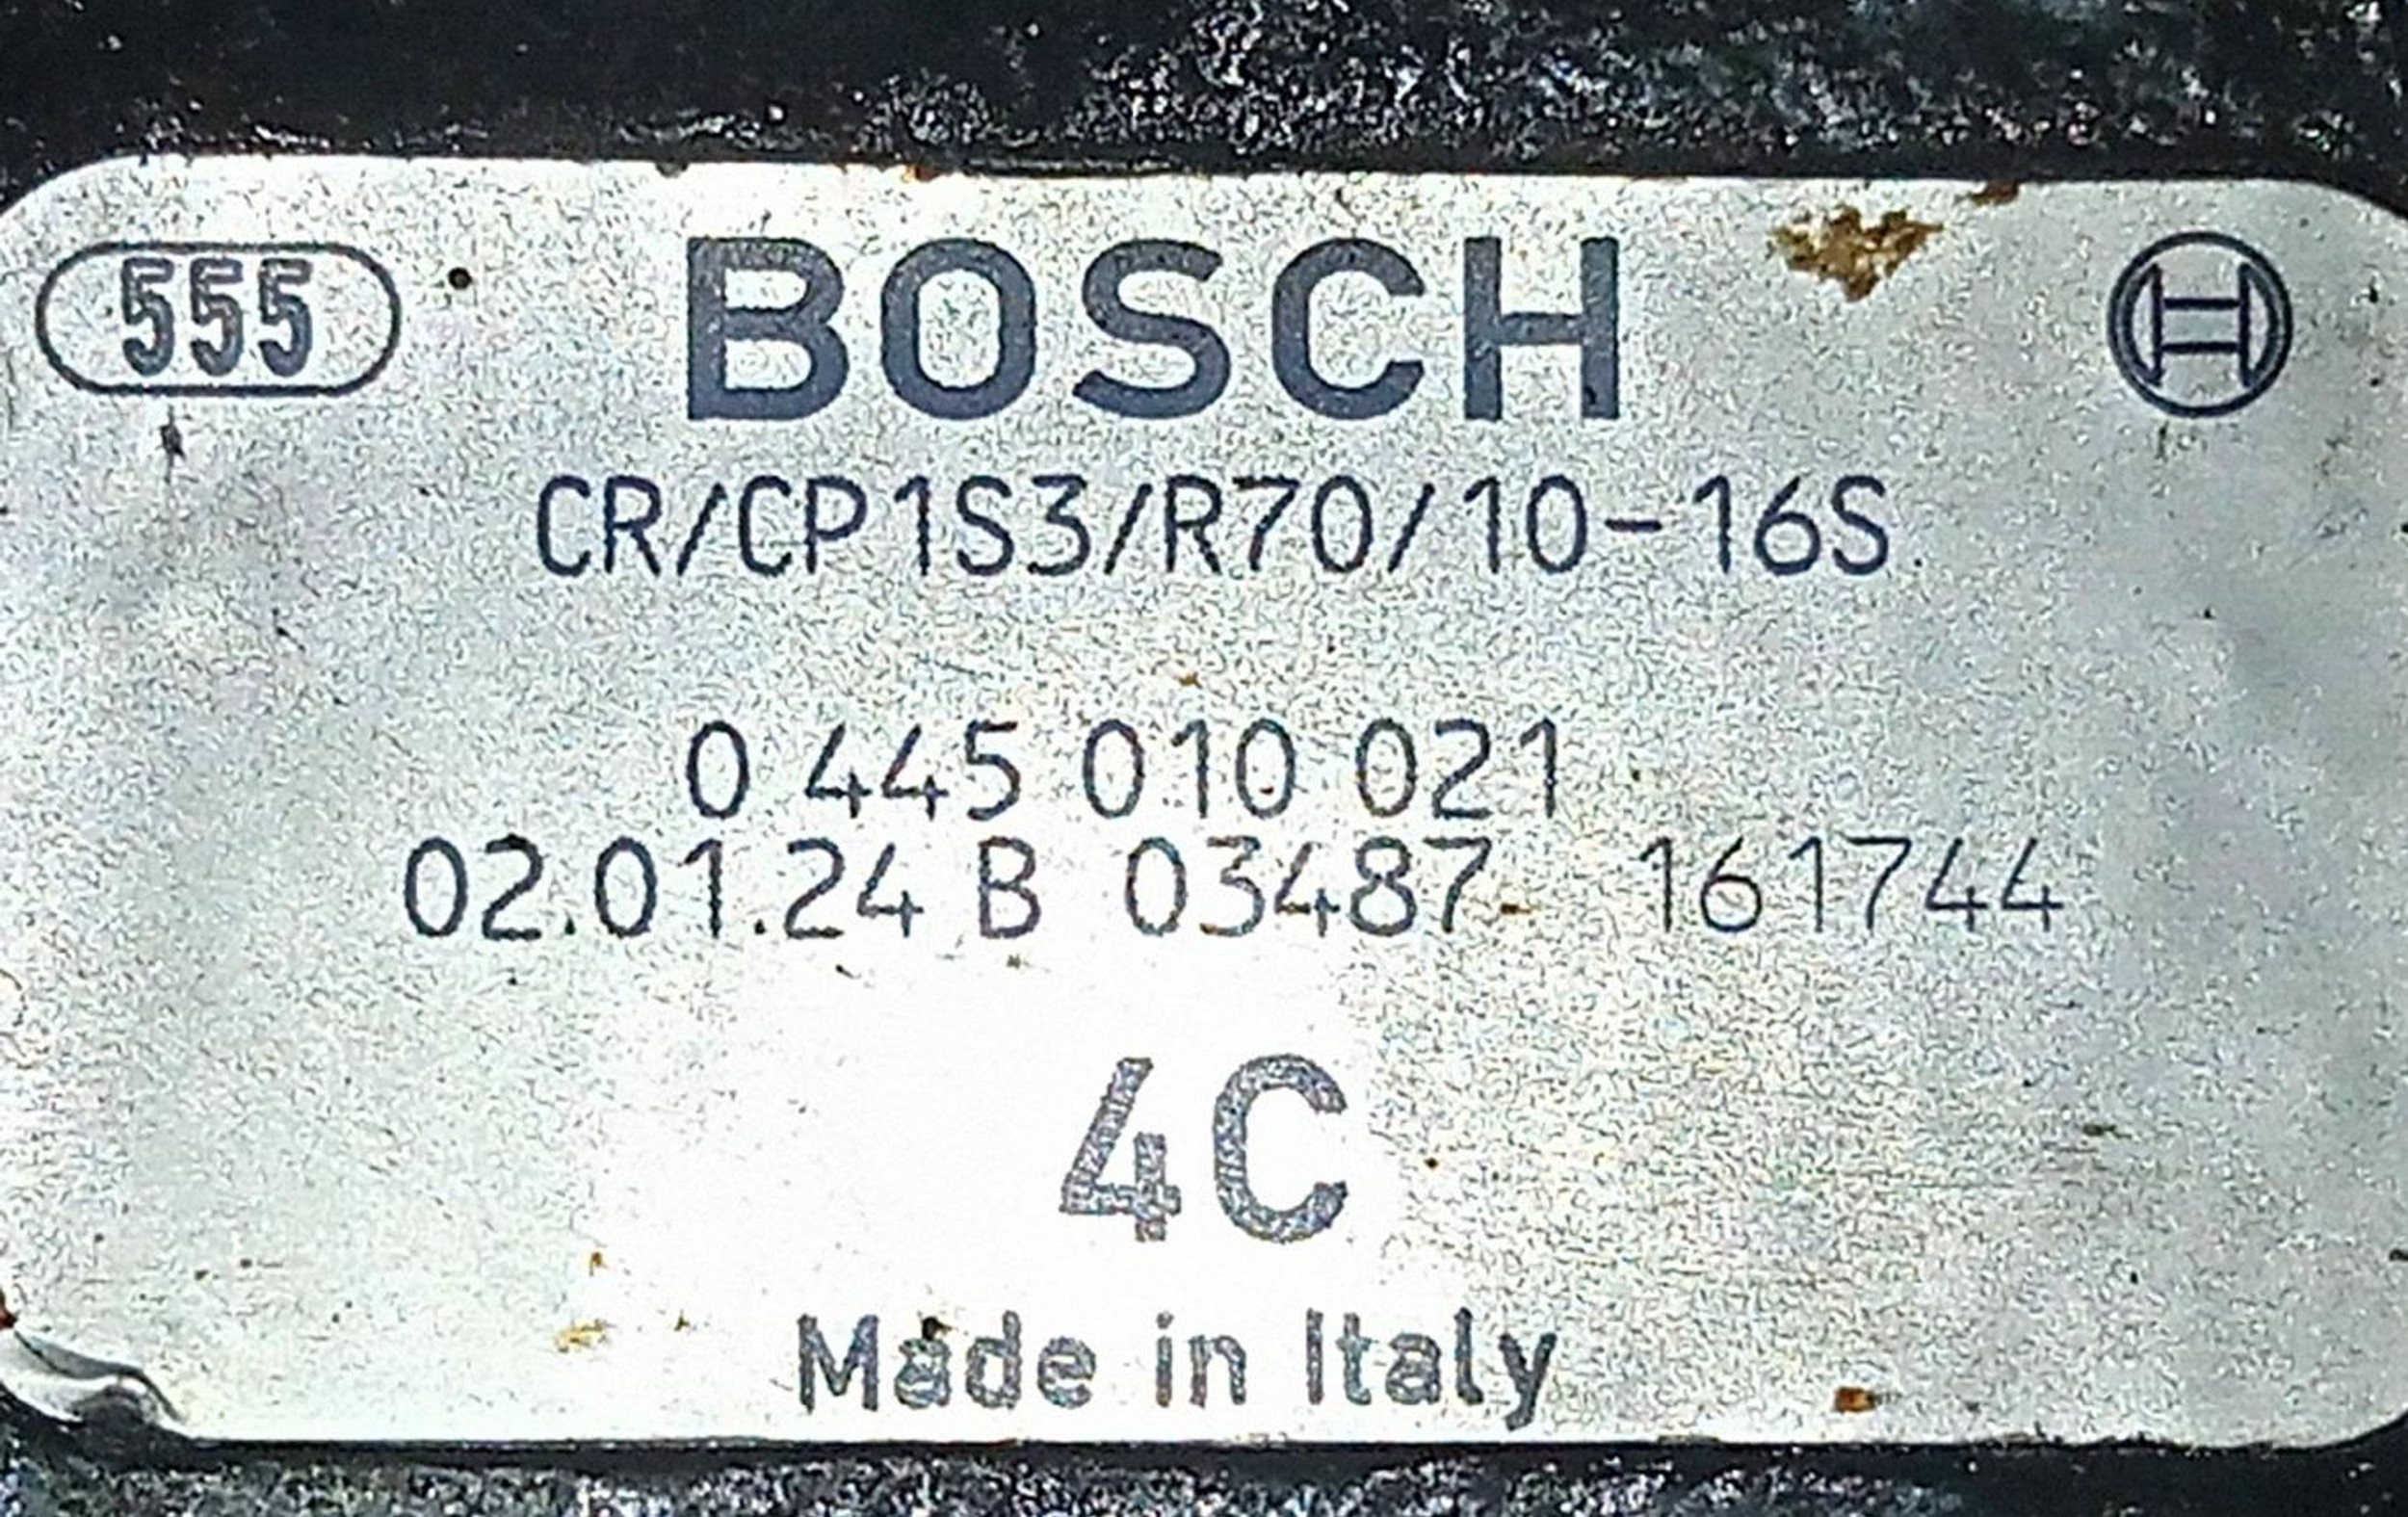 555 BOSCH
CR/CP1S3/R70/10-16S
0 445 010 021
02.01.24 B 03487 161744
4C
Made in Italy